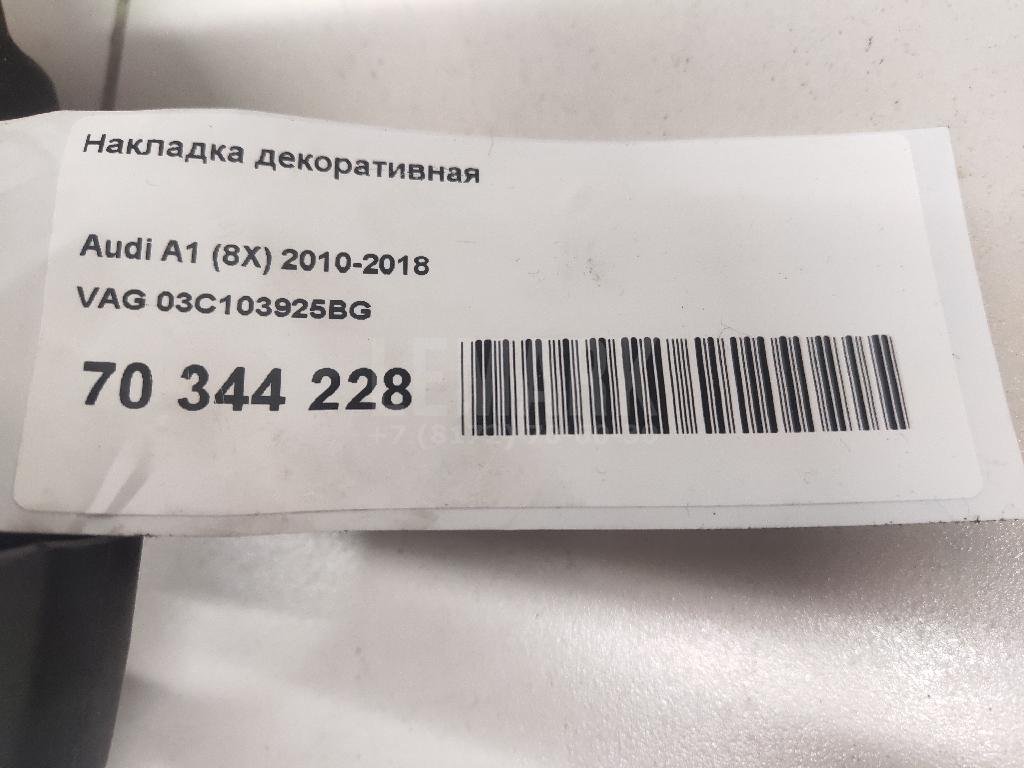 Накладка декоративная
Audi A1 (8X) 2010-2018
VAG 03C103925BG
70 344 228